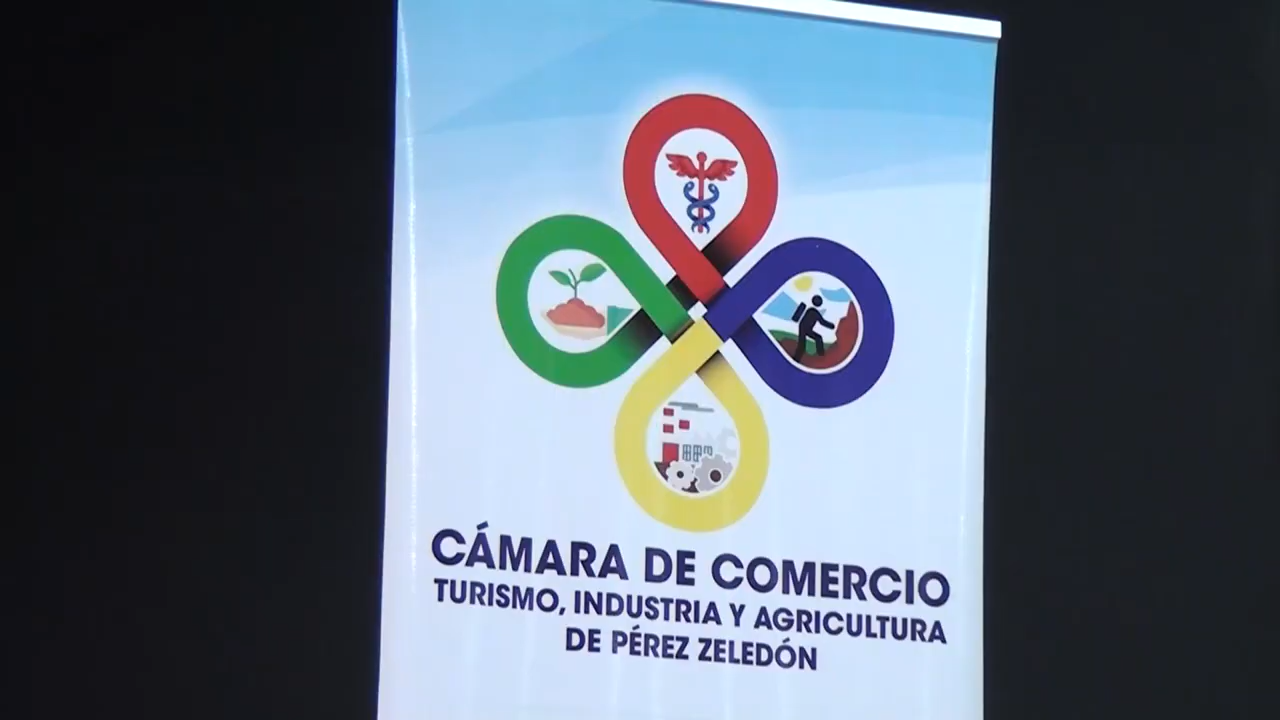 CÁMARA DE COMERCIO
TURISMO, INDUSTRIA Y AGRICULTURA
DE PÉREZ ZELEDÓN